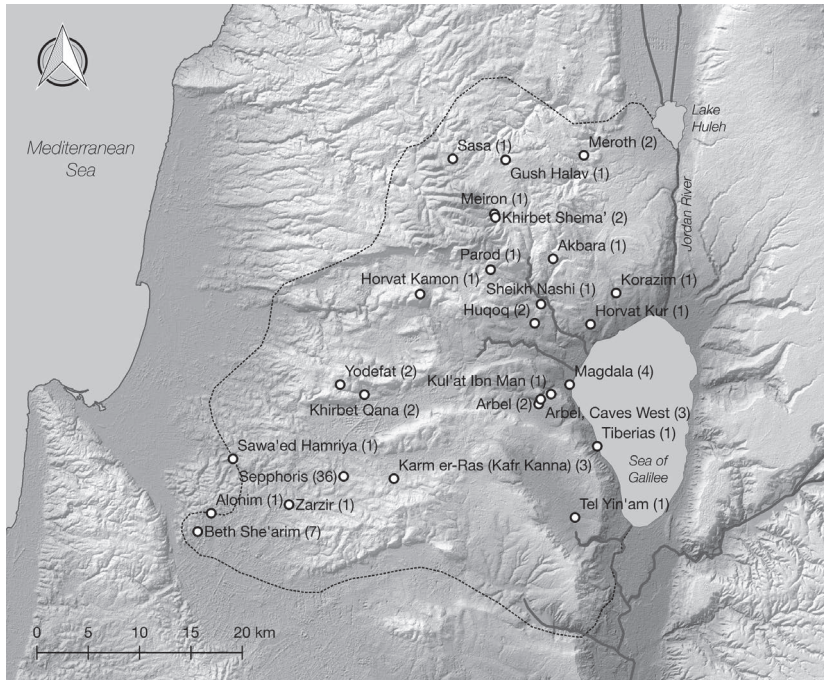 Mediterranean
Sea
Lake
Huleh
Jordan River
Sasa (1)
Meroth (2)
Gush Halav (1)
Meiron (1)
Khirbet Shema' (2)
Akbara (1)
Parod (1)
Horvat Kamon (1)
Sheikh Nashi (1)
Korazim (1)
Huqoq (2)
Horvat Kur (1)
Yodefat (2)
Kul'at Ibn Man (1)
Magdala (4)
Khirbet Qana (2)
Arbel (2)
Arbel, Caves West (3)
Tiberias (1)
Sawa'ed Hamriya (1)
Sea of
Galilee
Sepphoris (36)
Karm er-Ras (Kafr Kanna) (3)
Alonim (1)
Zarzir (1)
Tel Yin'am (1)
Beth She'arim (7)
0 5 10 15 20 km